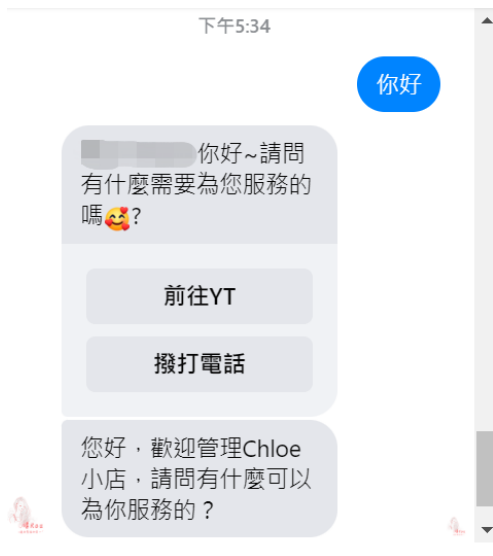 下午5:34
你好
你好~請問
有什麼需要為您服務的
嗎🥰?
前往YT
撥打電話
您好，歡迎管理Chloe
小店，請問有什麼可以
為你服務的？